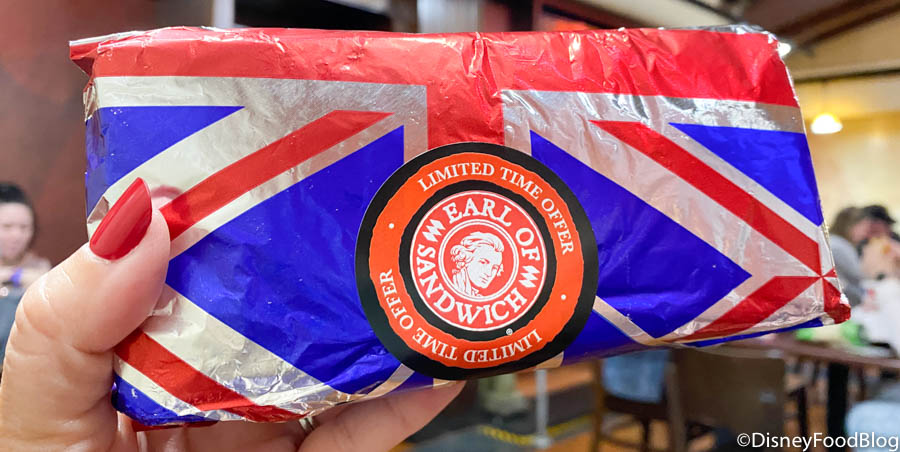 LIMITED TIME OFFER
EARL OF
SANDWICH
®
LIMITED TIME OFFER
©DisneyFoodBlog